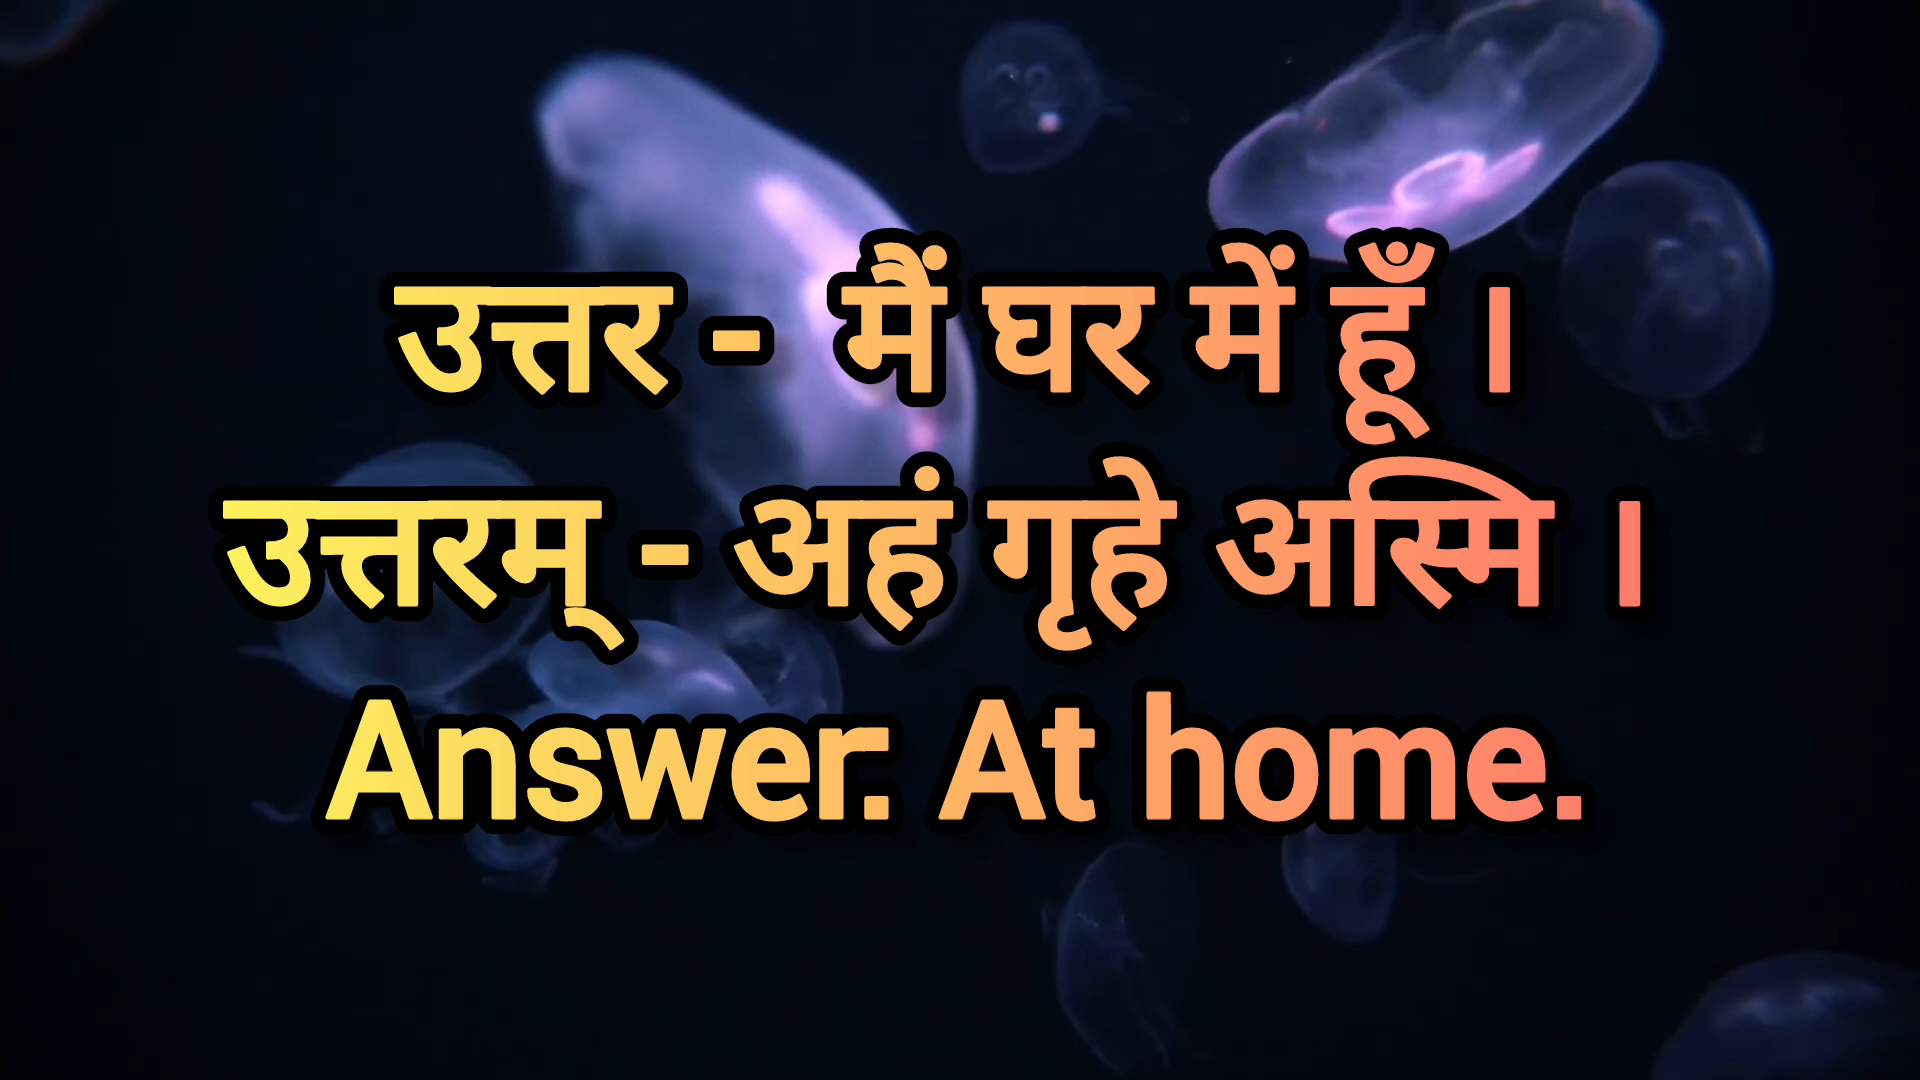 उत्तर - मैं घर में हूँ ।
उत्तरम् - अहं गृहे अस्मि ।
Answer. At home.